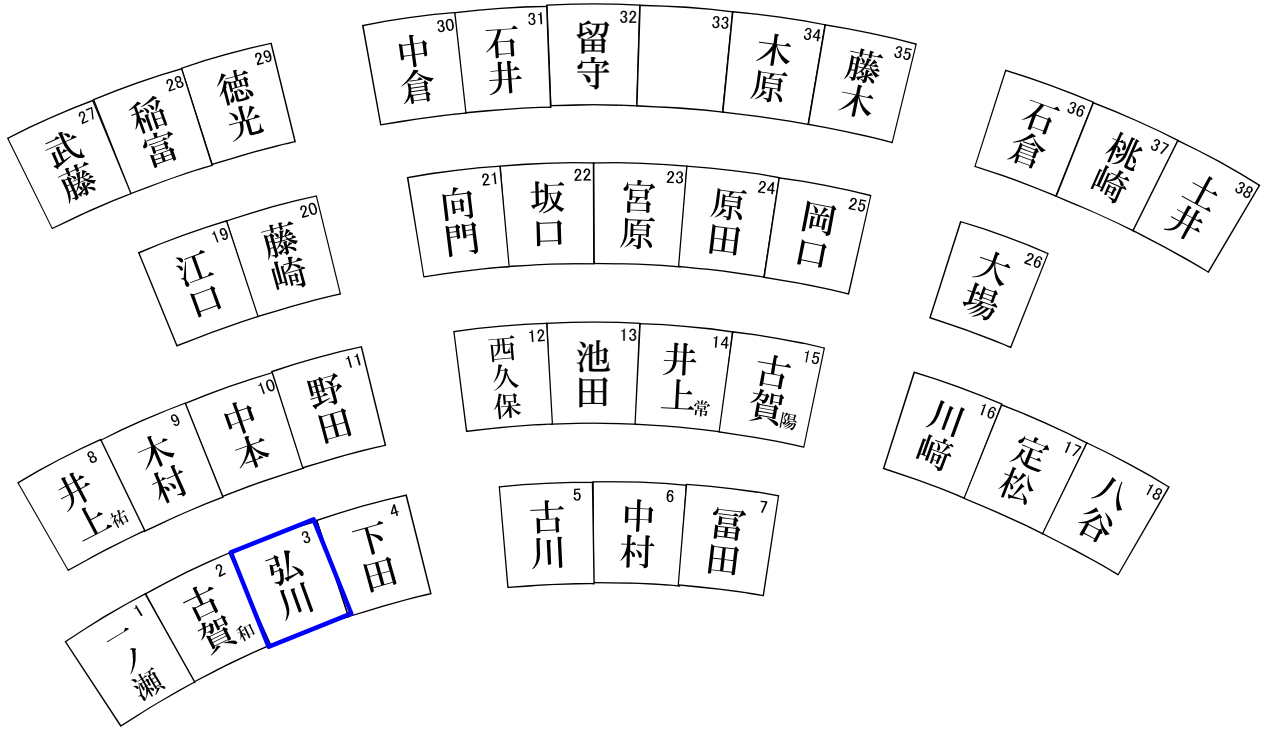 27 武藤
28 稲富
29 徳光
30 中倉
31 石井
32 留守
33
34 木原
35 藤木
36 石倉
37 桃崎
38 土井
19 江口
20 藤崎
21 向門
22 坂口
23 宮原
24 原田
25 岡口
26 大場
8 井上祐
9 木村
10 中本
11 野田
12 西久保
13 池田
14 井上常
15 古賀陽
16 川﨑
17 定松
18 八谷
1 一ノ瀬
2 古賀和
3 弘川
4 下田
5 古川
6 中村
7 冨田